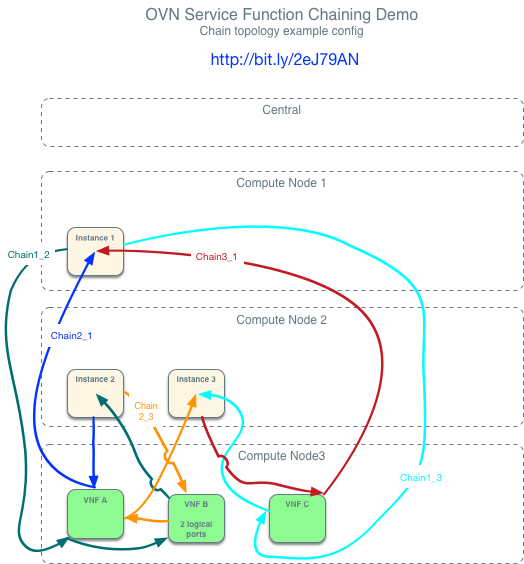 OVN Service Function Chaining Demo
Chain topology example config
http://bit.ly/2eJ79AN
Central
Compute Node 1
Instance 1
Chain1_2
Chain3_1
Compute Node 2
Chain2_1
Instance 2
Instance 3
Chain
2_3
Compute Node3
Chain1_3
VNF A
VNF B
2 logical
ports
VNF C